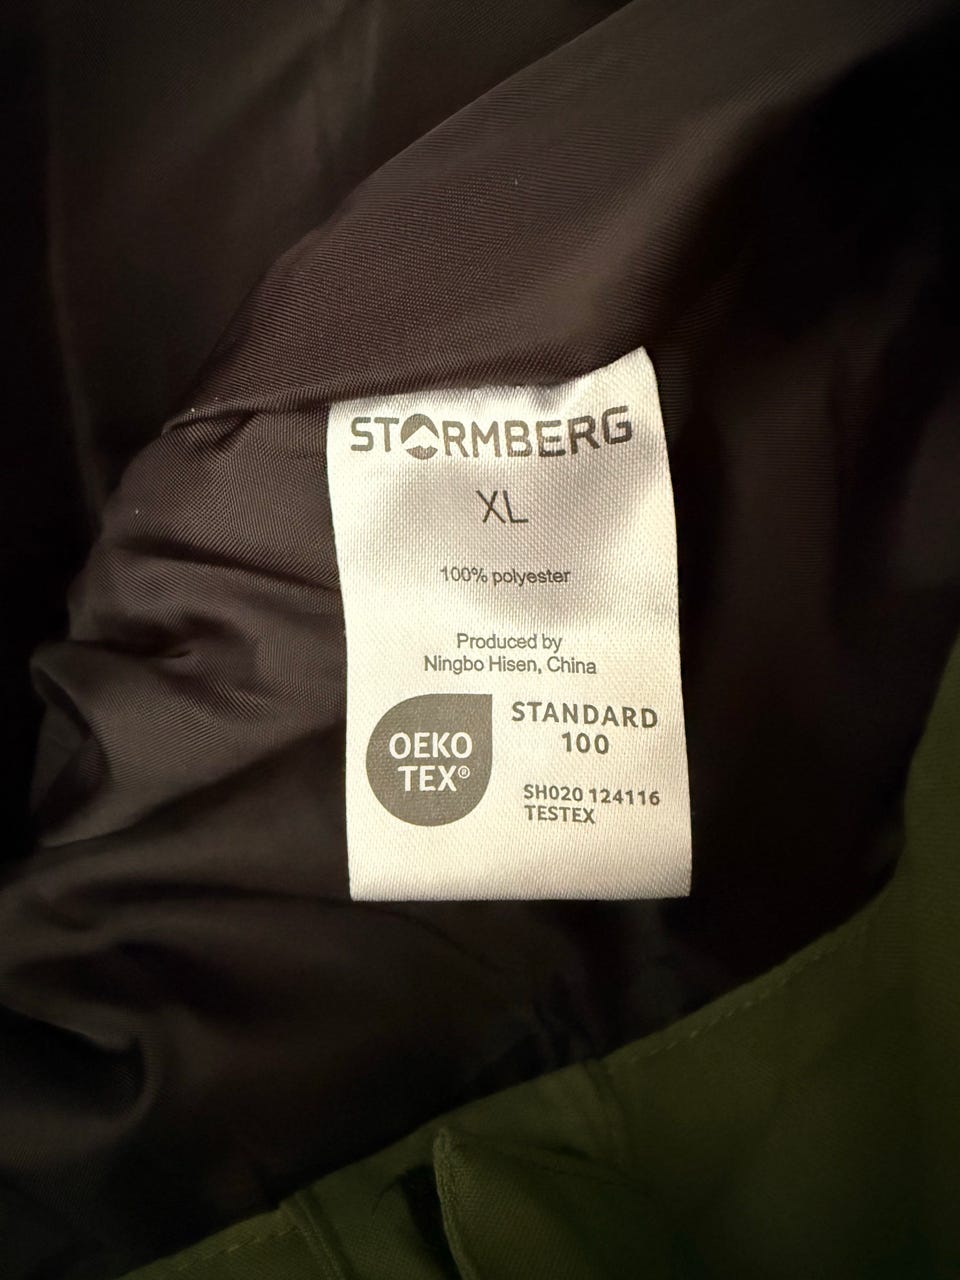 STORMBERG
XL
100% polyester
Produced by
Ningbo Hisen, China
OEKO
TEX®
STANDARD
100
SH020 124116
TESTEX